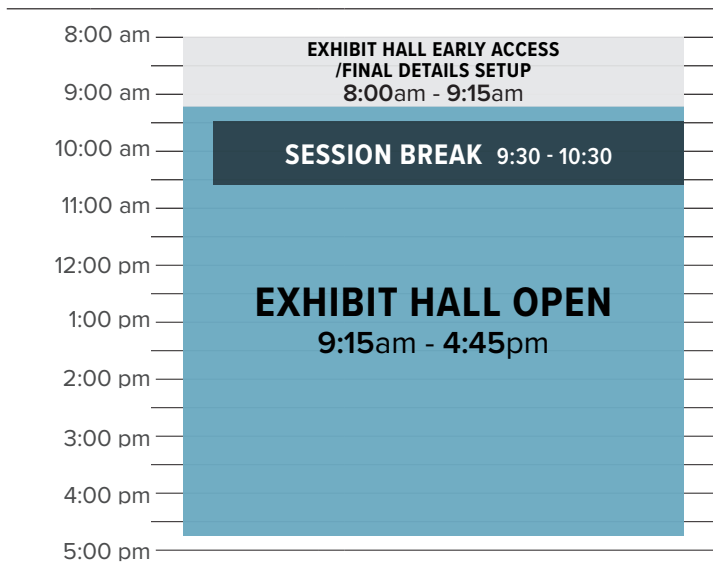 8:00 am
EXHIBIT HALL EARLY ACCESS
/FINAL DETAILS SETUP
8:00am - 9:15am
9:00 am
10:00 am
SESSION BREAK 9:30 - 10:30
11:00 am
12:00 pm
EXHIBIT HALL OPEN
1:00 pm
9:15am - 4:45pm
2:00 pm
3:00 pm
4:00 pm
5:00 pm